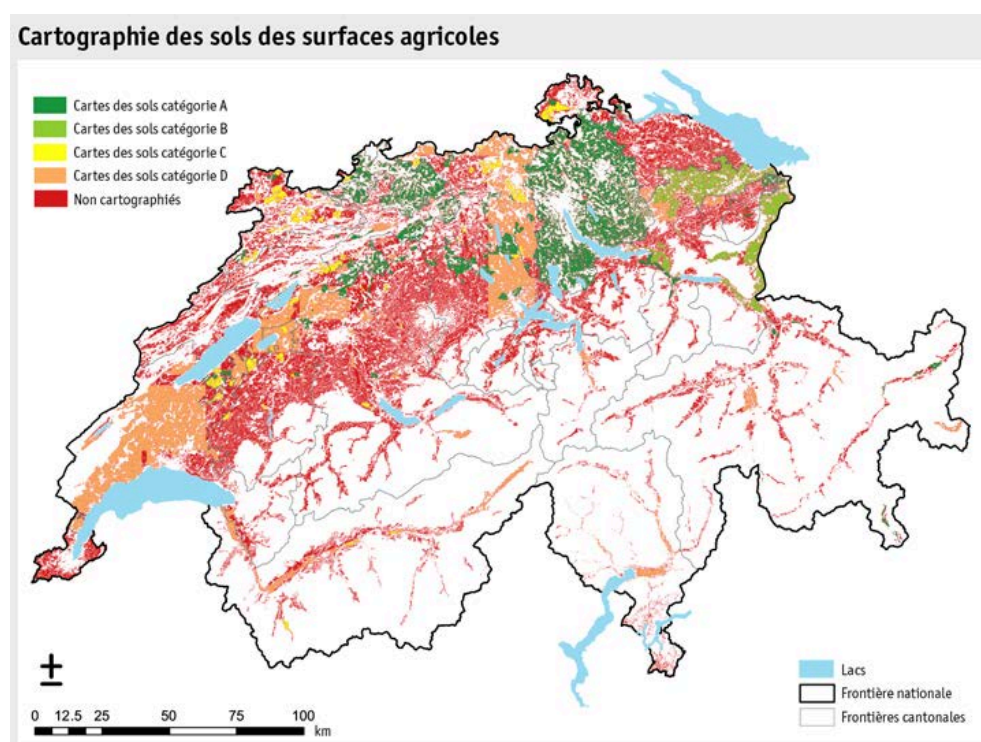 Cartographie des sols des surfaces agricoles
Cartes des sols catégorie A
Cartes des sols catégorie B
Cartes des sols catégorie C
Cartes des sols catégorie D
Non cartographiés
±
0 12.5 25 50 75 100
km
Lacs
Frontière nationale
Frontières cantonales